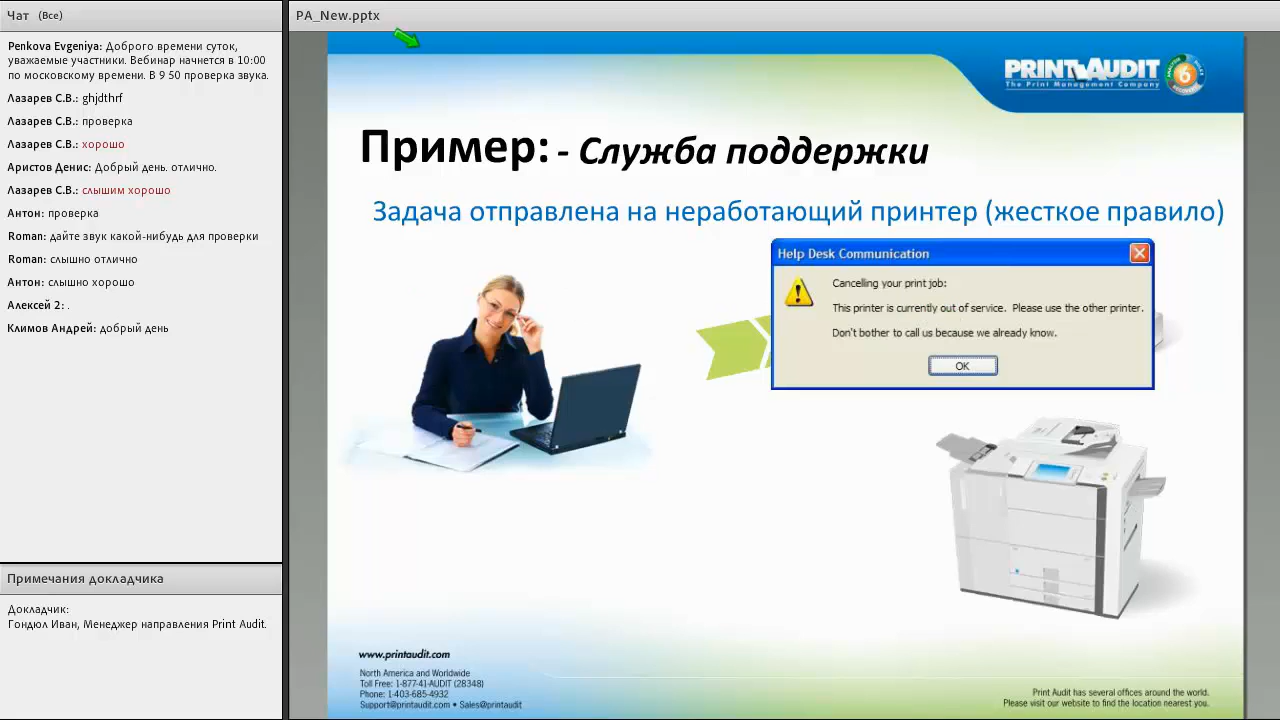 Чат (Все)
Penkova Evgeniya: Доброго времени суток,
уважаемые участники. Вебинар начнется в 10:00
по московскому времени. В 9 50 проверка звука.
Лазарев С.В.: ghjdthrf
Лазарев С.В.: проверка
Лазарев С.В.: хорошо
Аристов Денис: Добрый день. отлично.
Лазарев С.В.: слышим хорошо
Антон: проверка
Roman: дайте звук какой-нибудь для проверки
Roman: слышно отлично
Антон: слышно хорошо
Алексей 2: .
Климов Андрей: добрый день
Примечания докладчика
Докладчик:
Гондюл Иван, Менеджер направления Print Audit.
PA_New.pptx
PRINT AUDIT 6
The Print Management Company
Пример: - Служба поддержки
Задача отправлена на неработающий принтер (жесткое правило)
Help Desk Communication
Cancelling your print job:
This printer is currently out of service. Please use the other printer.
Don't bother to call us because we already know.
OK
www.printaudit.com
North America and Worldwide
Toll Free: 1-877-41-AUDIT (28348)
Phone: 1-403-685-4932
Support@printaudit.com • Sales@printaudit
Print Audit has several offices around the world.
Please visit our website to find the location nearest you.